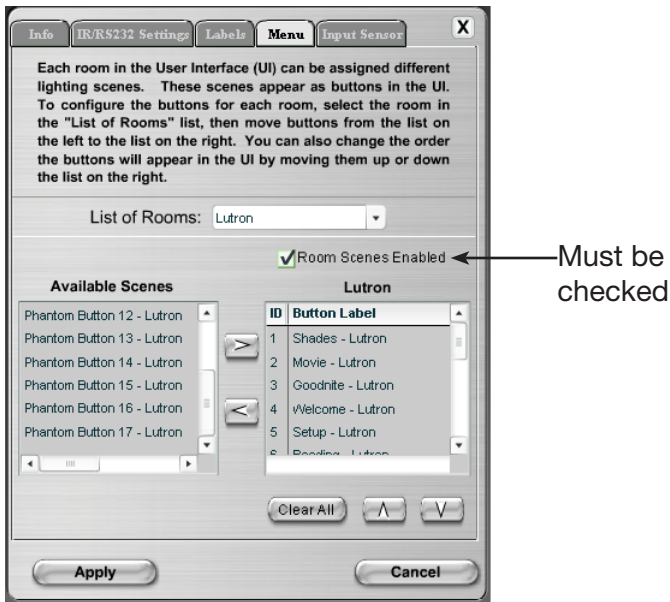 Info IR/RS232 Settings Labels Menu Input Sensor X
Each room in the User Interface (UI) can be assigned different
lighting scenes. These scenes appear as buttons in the UI.
To configure the buttons for each room, select the room in
the "List of Rooms" list, then move buttons from the list on
the left to the list on the right. You can also change the order
the buttons will appear in the UI by moving them up or down
the list on the right.
List of Rooms: Lutron
Room Scenes Enabled
Must be
checked
Available Scenes
Phantom Button 12 - Lutron
Phantom Button 13 - Lutron
Phantom Button 14 - Lutron
Phantom Button 15 - Lutron
Phantom Button 16 - Lutron
Phantom Button 17 - Lutron
>
<
Lutron
ID Button Label
1 Shades - Lutron
2 Movie - Lutron
3 Goodnite - Lutron
4 Welcome - Lutron
5 Setup - Lutron
6 Reading - Lutron
Clear All Λ V
Apply Cancel